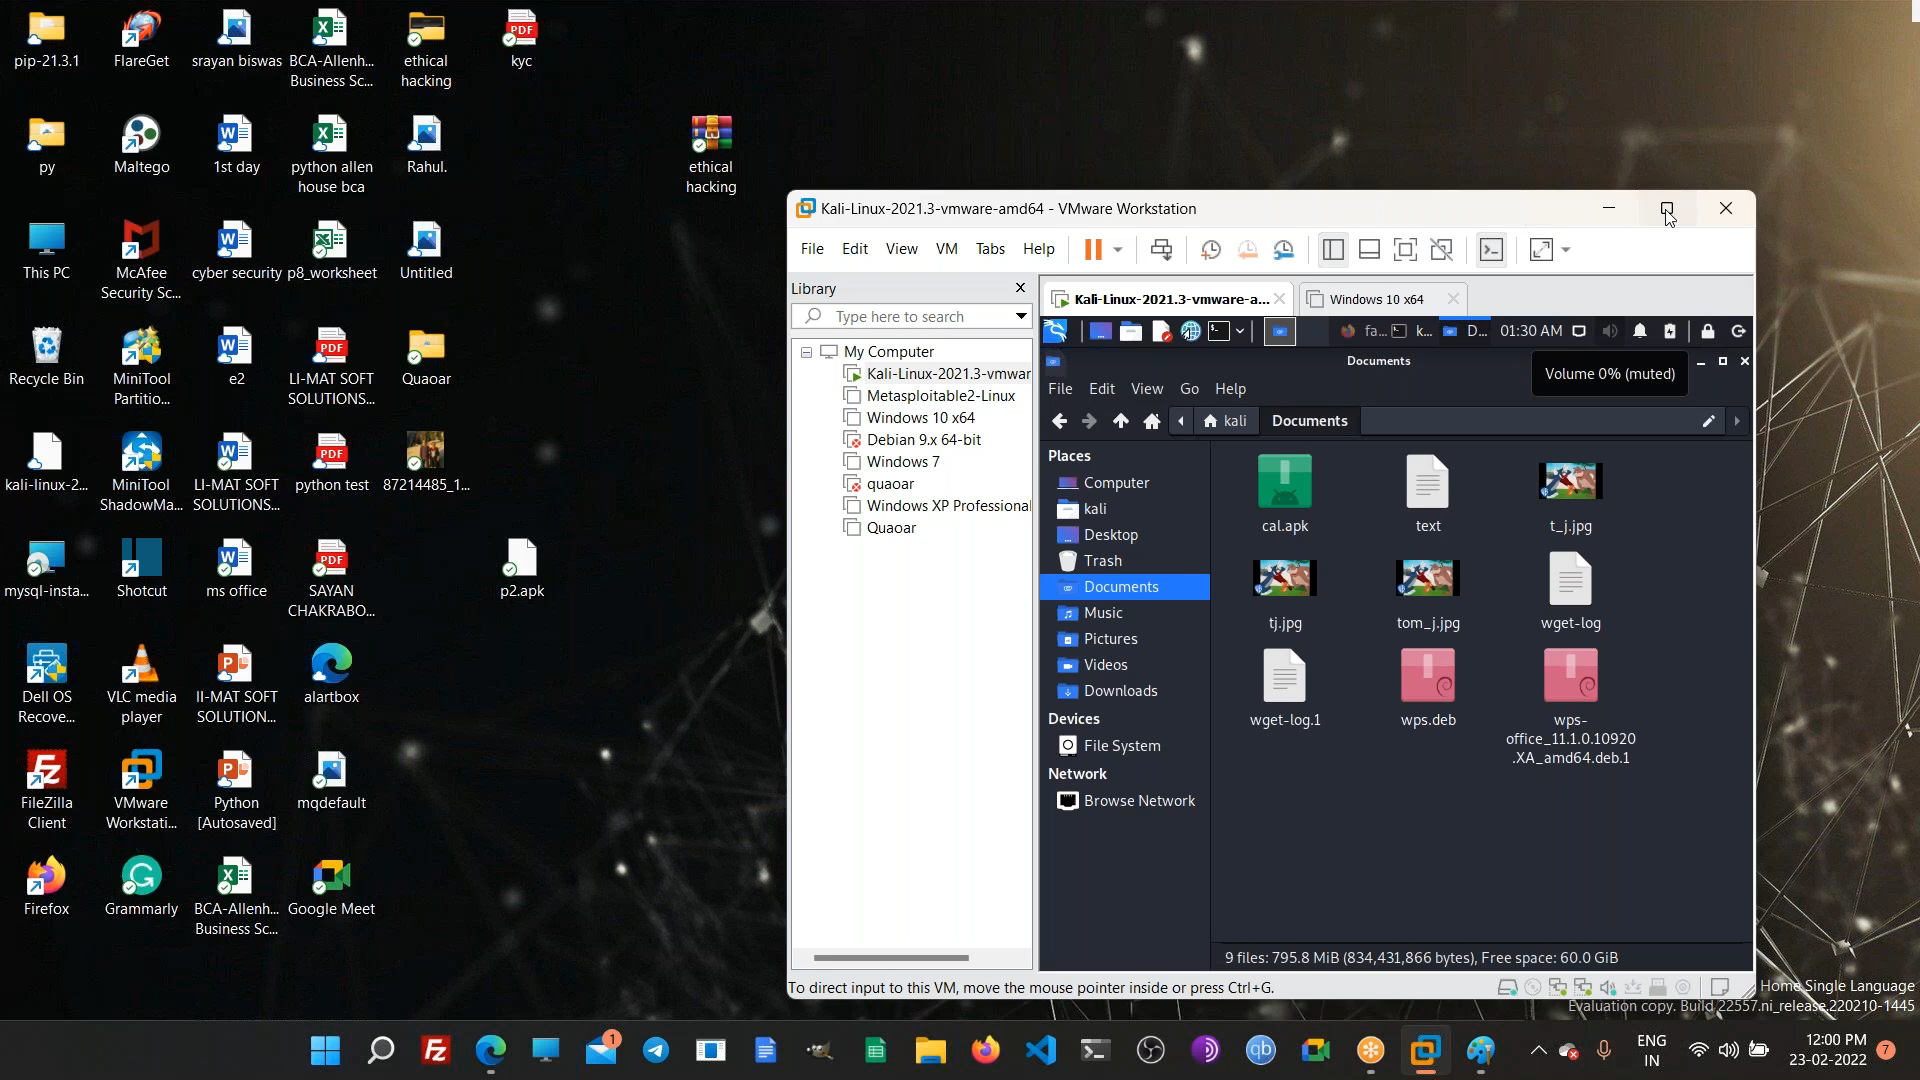 pip-21.3.1
FlareGet
srayan biswas
BCA-Allenh...
Business Sc...
ethical
hacking
kyc
py
Maltego
1st day
python allen
house bca
Rahul.
ethical
hacking
This PC
McAfee
Security Sc...
cyber security
p8_worksheet
Untitled
Recycle Bin
MiniTool
Partitio...
e2
LI-MAT SOFT
SOLUTIONS...
Quaoar
kali-linux-2...
MiniTool
ShadowMa...
LI-MAT SOFT
SOLUTIONS...
python test
87214485_1...
mysql-insta...
Shotcut
ms office
SAYAN
CHAKRABO...
p2.apk
Dell OS
Recove...
VLC media
player
II-MAT SOFT
SOLUTION...
alartbox
FileZilla
Client
VMware
Workstati...
Python
[Autosaved]
mqdefault
Firefox
Grammarly
BCA-Allenh...
Business Sc...
Google Meet
Kali-Linux-2021.3-vmware-amd64 - VMware Workstation
File Edit View VM Tabs Help
Library
Type here to search
My Computer
Kali-Linux-2021.3-vmwar
Metasploitable2-Linux
Windows 10 x64
Debian 9.x 64-bit
Windows 7
quaoar
Windows XP Professional
Quaoar
Kali-Linux-2021.3-vmware-a...
Windows 10 x64
fa... k... D... 01:30 AM
Documents
Volume 0% (muted)
File Edit View Go Help
kali Documents
Places
Computer
kali
Desktop
Trash
Documents
Music
Pictures
Videos
Downloads
Devices
File System
Network
Browse Network
cal.apk
text
t_j.jpg
tj.jpg
tom_j.jpg
wget-log
wget-log.1
wps.deb
wps-
office_11.1.0.10920
.XA_amd64.deb.1
9 files: 795.8 MiB (834,431,866 bytes), Free space: 60.0 GiB
To direct input to this VM, move the mouse pointer inside or press Ctrl+G.
Home Single Language
Evaluation copy. Build 22557.ni_release.220210-1445
1
ENG
IN
12:00 PM
23-02-2022
7